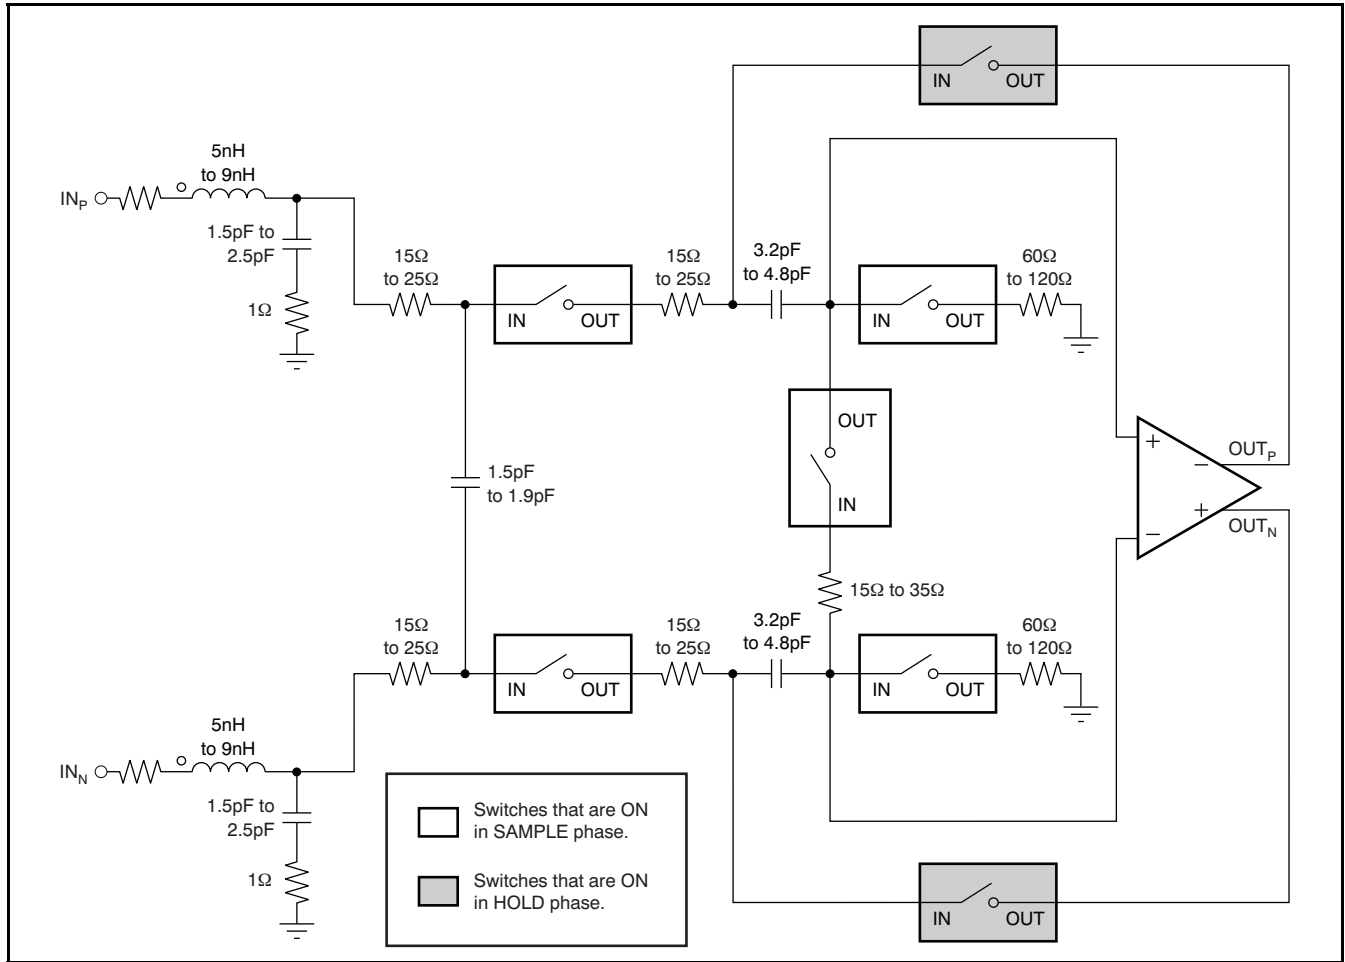 IN OUT
5nH
to 9nH
INP
1.5pF to
2.5pF
1Ω
15Ω
to 25Ω
IN OUT
15Ω
to 25Ω
3.2pF
to 4.8pF
IN OUT
60Ω
to 120Ω
OUT
IN
1.5pF
to 1.9pF
+
−
−
+
OUTP
OUTN
15Ω to 35Ω
15Ω
to 25Ω
IN OUT
15Ω
to 25Ω
3.2pF
to 4.8pF
IN OUT
60Ω
to 120Ω
5nH
to 9nH
INN
1.5pF to
2.5pF
1Ω
Switches that are ON
in SAMPLE phase.
Switches that are ON
in HOLD phase.
IN OUT